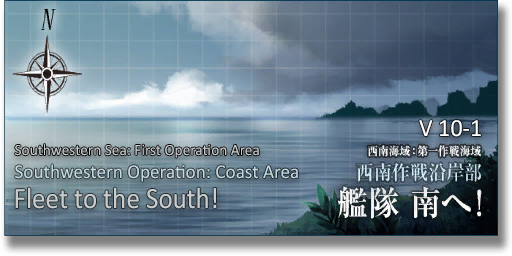 N
V 10-1
Southwestern Sea: First Operation Area
西南海域：第一作戦海域
Southwestern Operation: Coast Area
西南作戦沿岸部
Fleet to the South!
艦隊 南へ!